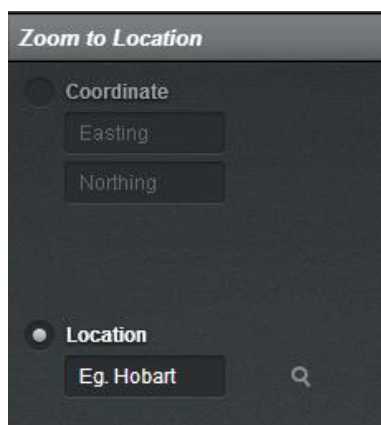 Zoom to Location
Coordinate
Easting
Northing
Location
Eg. Hobart